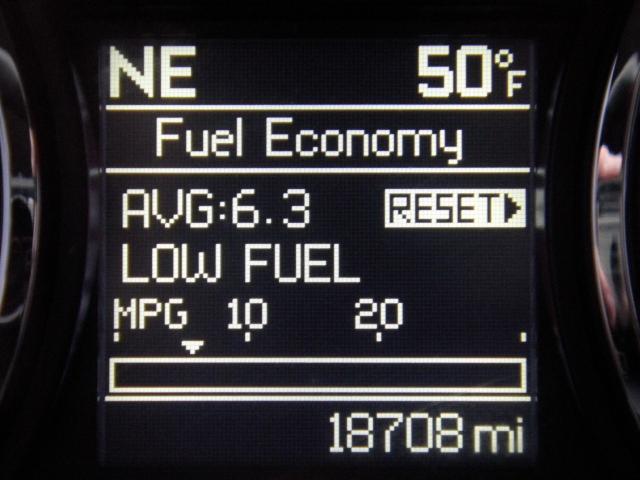 NE 50°F
Fuel Economy
AVG:6.3 RESET
LOW FUEL
MPG 10 20
18708 mi